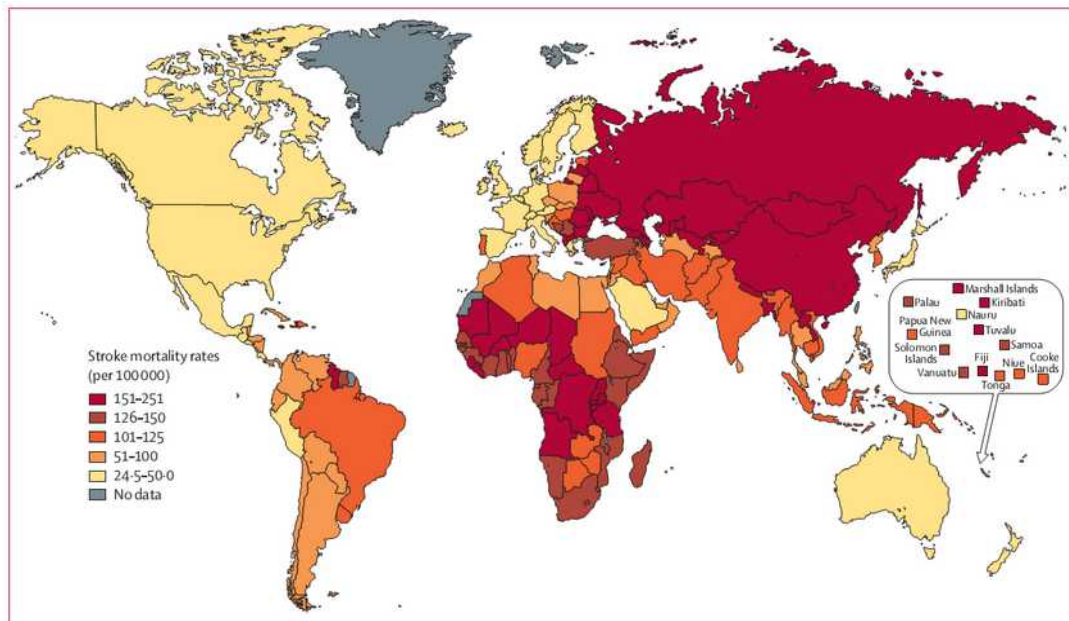 Stroke mortality rates
(per 100 000)
151–251
126–150
101–125
51–100
24·5–50·0
No data
Marshall Islands
Palau
Kiribati
Nauru
Papua New
Guinea
Tuvalu
Solomon
Islands
Samoa
Vanuatu
Fiji
Tonga
Niue
Cooke
Islands